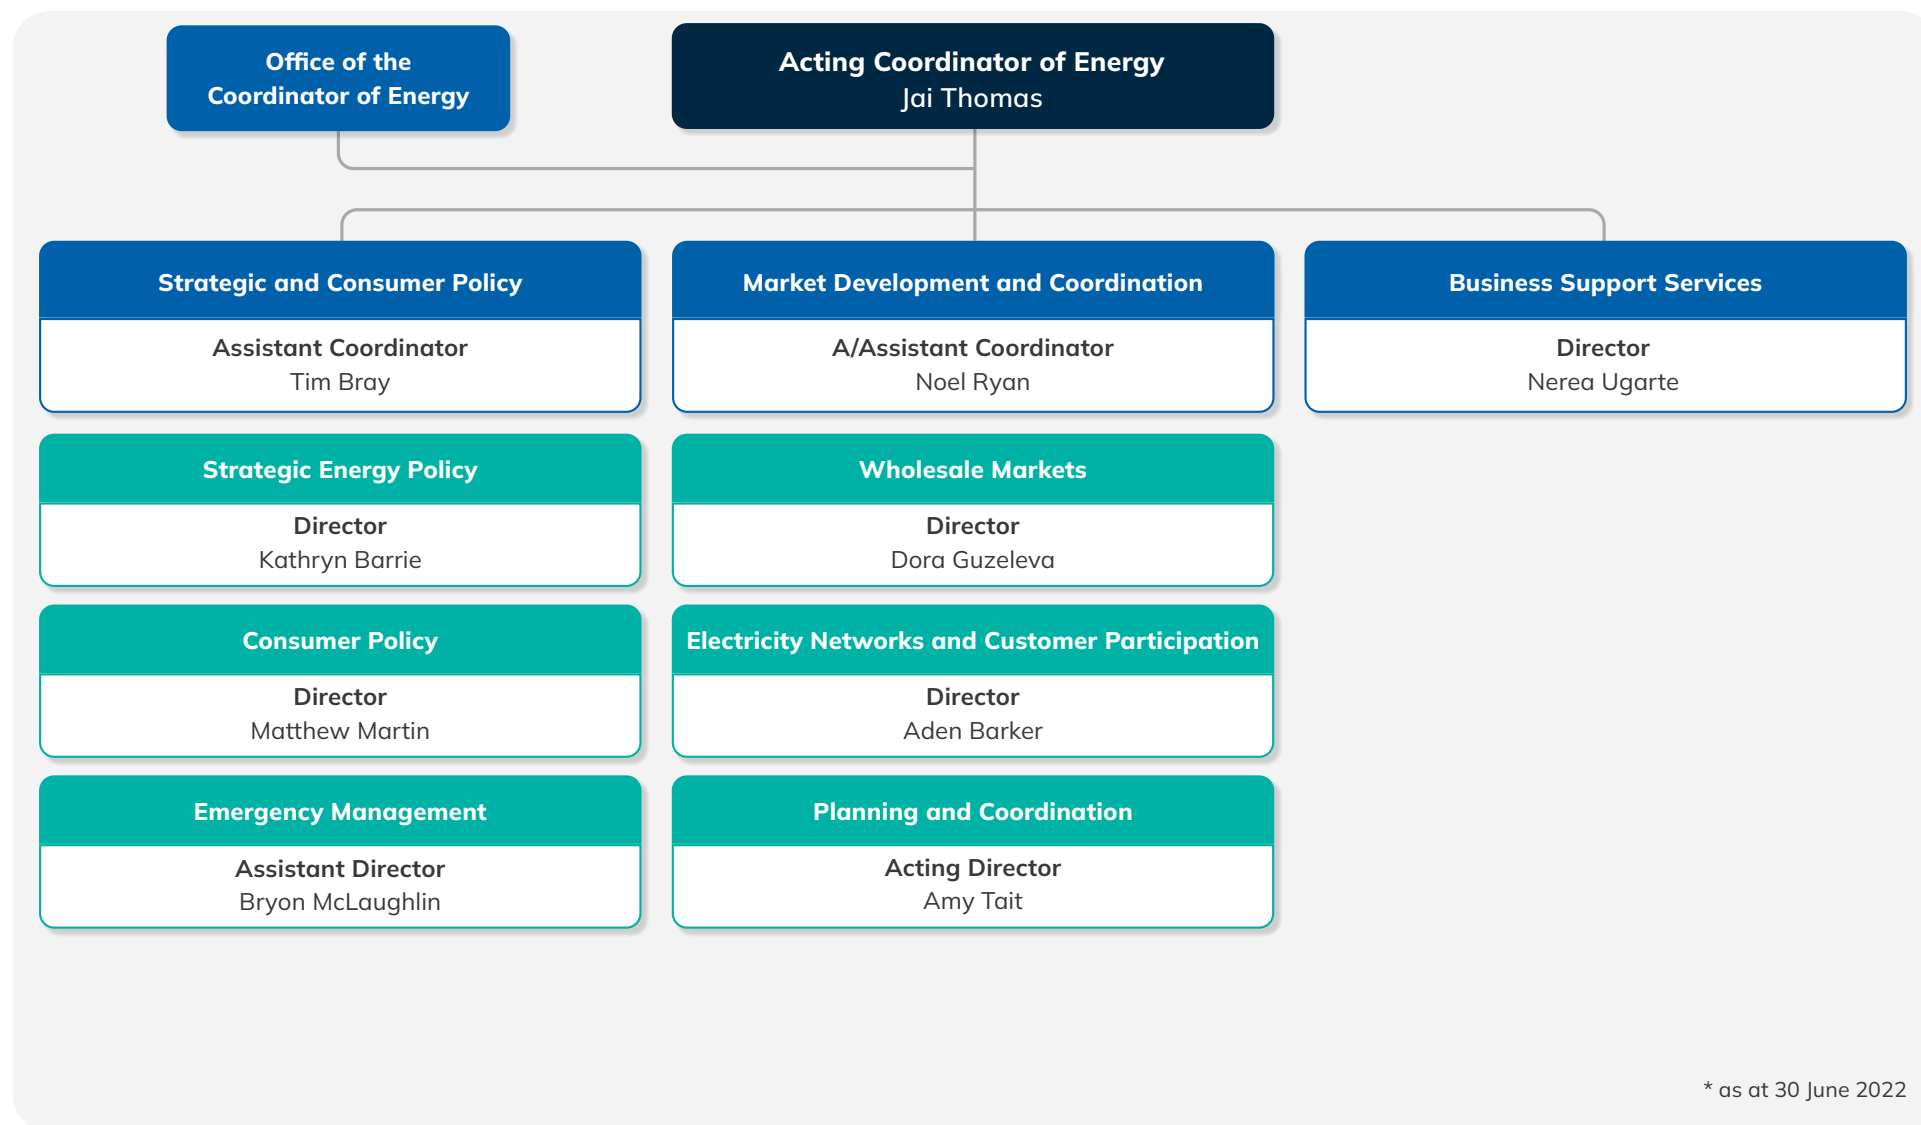 Office of the
Coordinator of Energy
Acting Coordinator of Energy
Jai Thomas
Strategic and Consumer Policy
Assistant Coordinator
Tim Bray
Strategic Energy Policy
Director
Kathryn Barrie
Consumer Policy
Director
Matthew Martin
Emergency Management
Assistant Director
Bryon McLaughlin
Market Development and Coordination
A/Assistant Coordinator
Noel Ryan
Wholesale Markets
Director
Dora Guzeleva
Electricity Networks and Customer Participation
Director
Aden Barker
Planning and Coordination
Acting Director
Amy Tait
Business Support Services
Director
Nerea Ugarte
* as at 30 June 2022